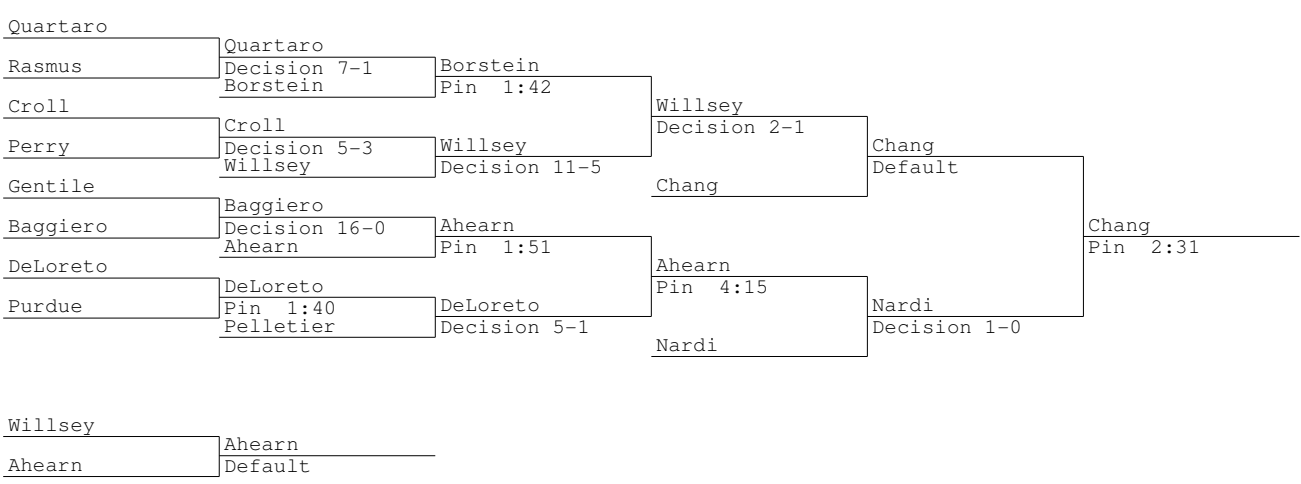 Quartaro
Quartaro
Rasmus
Decision 7-1
Borstein
Borstein
Pin 1:42
Croll
Willsey
Croll
Decision 2-1
Perry
Decision 5-3
Willsey
Chang
Willsey
Decision 11-5
Default
Gentile
Chang
Baggiero
Baggiero
Decision 16-0
Ahearn
Chang
Ahearn
Pin 1:51
Pin 2:31
DeLoreto
Ahearn
DeLoreto
Pin 4:15
Purdue
Pin 1:40
DeLoreto
Nardi
Pelletier
Decision 5-1
Decision 1-0
Nardi
Willsey
Ahearn
Ahearn
Default